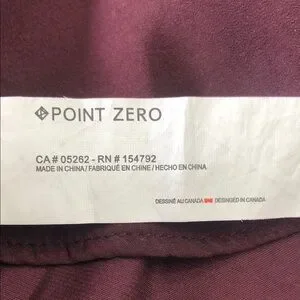 POINT ZERO
CA # 05262 - RN # 154792
MADE IN CHINA / FABRIQUÉ EN CHINE / HECHO EN CHINA
DESSINÉ AU CANADA DESINGED IN CANADA